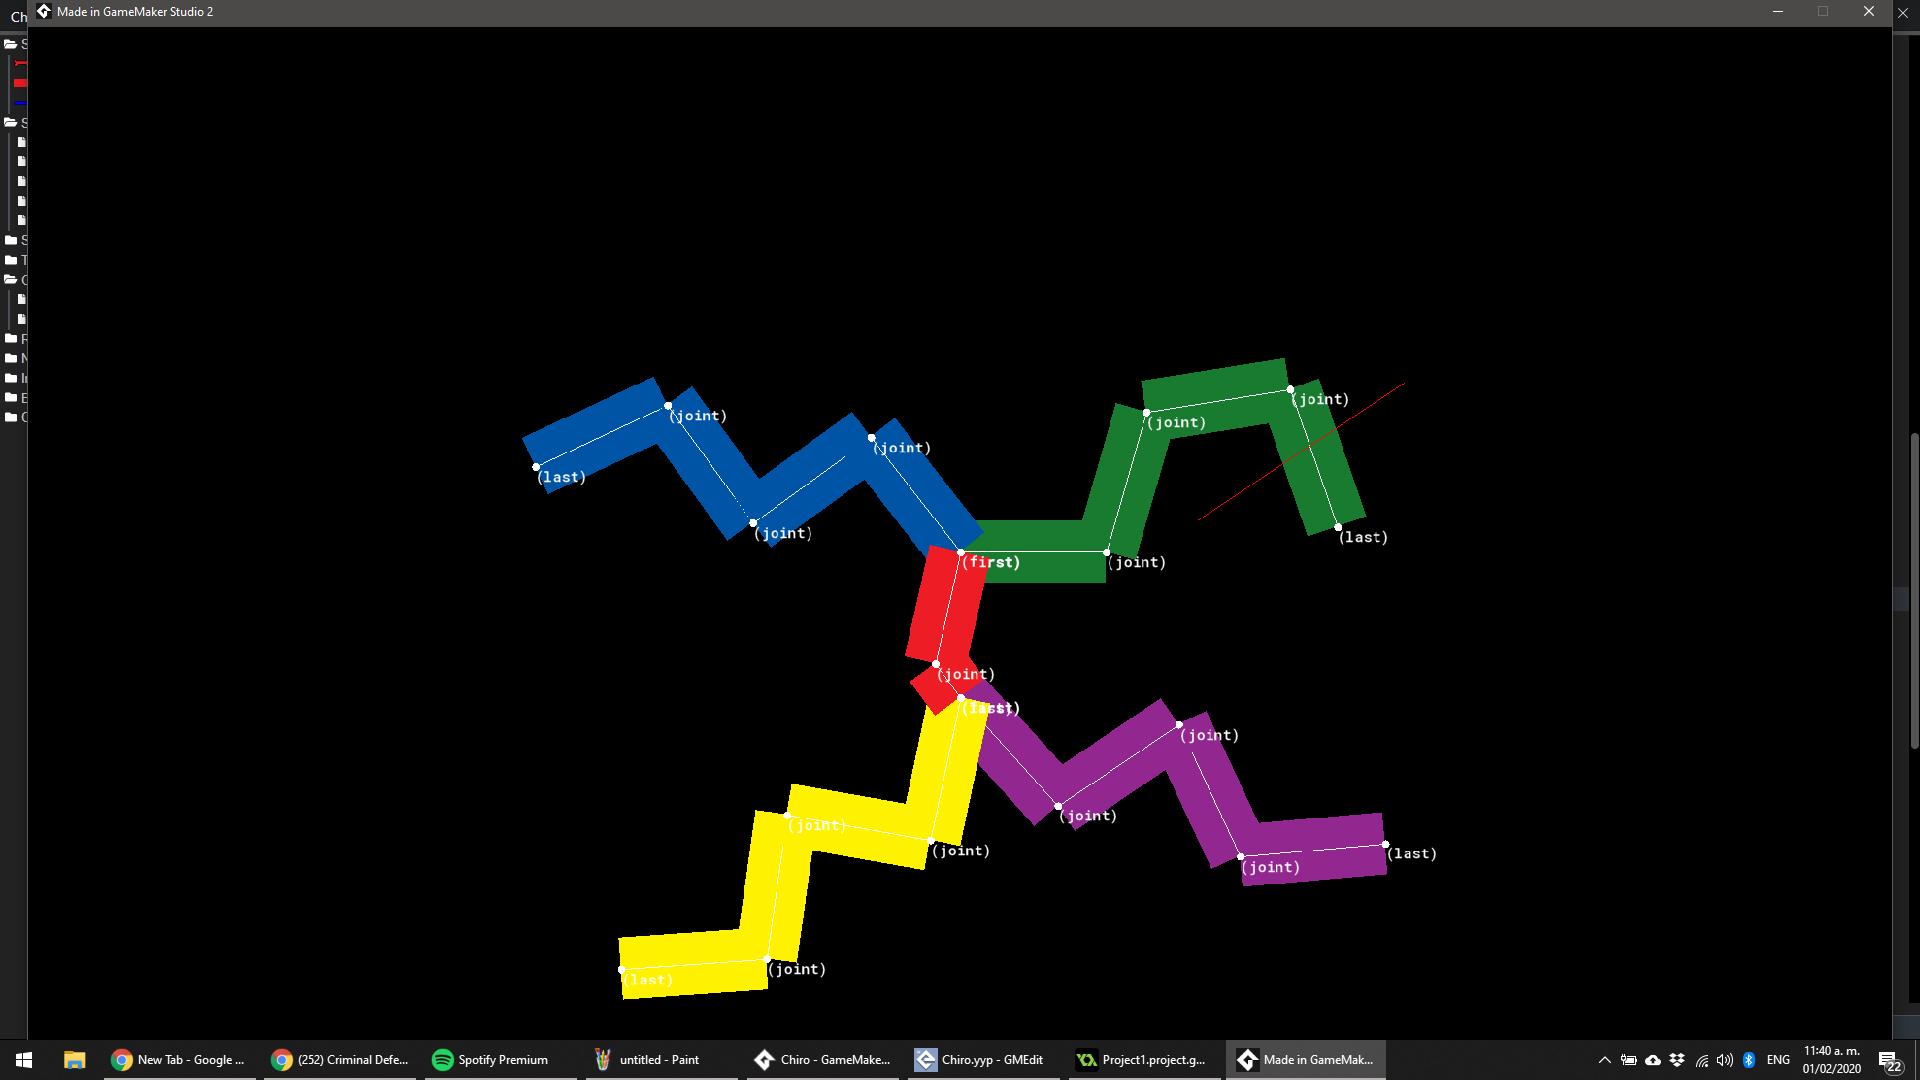 Ch
Made in GameMaker Studio 2
(joint)
(last)
(joint)
(joint)
(joint)
(joint)
(last)
(first)
(joint)
(joint)
(joint)
(joint)
(joint)
(last)
(joint)
(joint)
(joint)
(last)
New Tab - Google ...
(252) Criminal Defe...
Spotify Premium
untitled - Paint
Chiro - GameMake...
Chiro.yyp - GMEdit
Project1.project.g...
Made in GameMak...
ENG
11:40 a. m.
01/02/2020
22